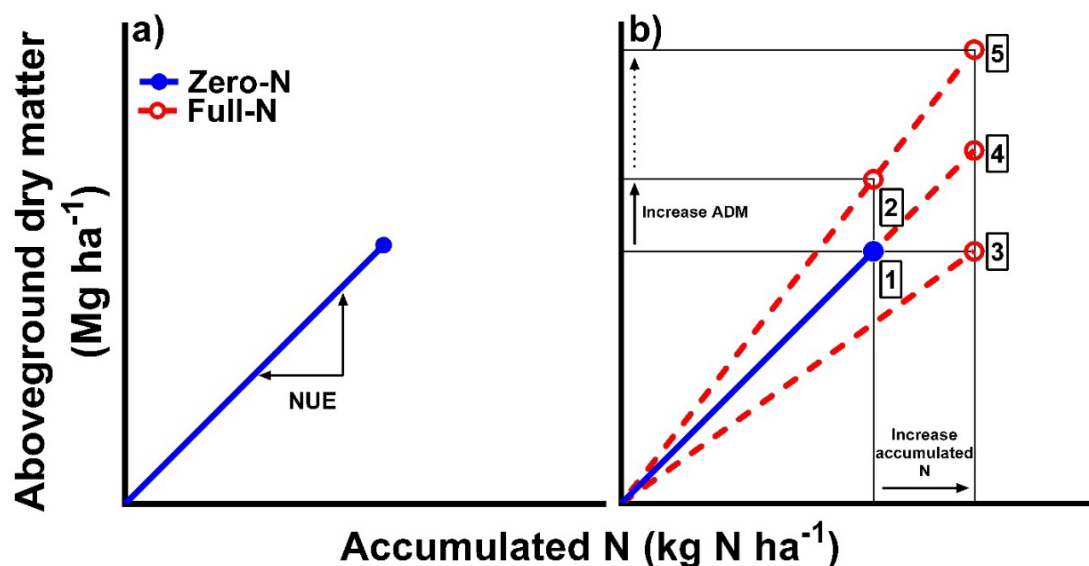 a)
Zero-N
Full-N
NUE
b)
5
4
2
3
1
Increase ADM
Increase
accumulated
N
Aboveground dry matter
(Mg ha⁻¹)
Accumulated N (kg N ha⁻¹)